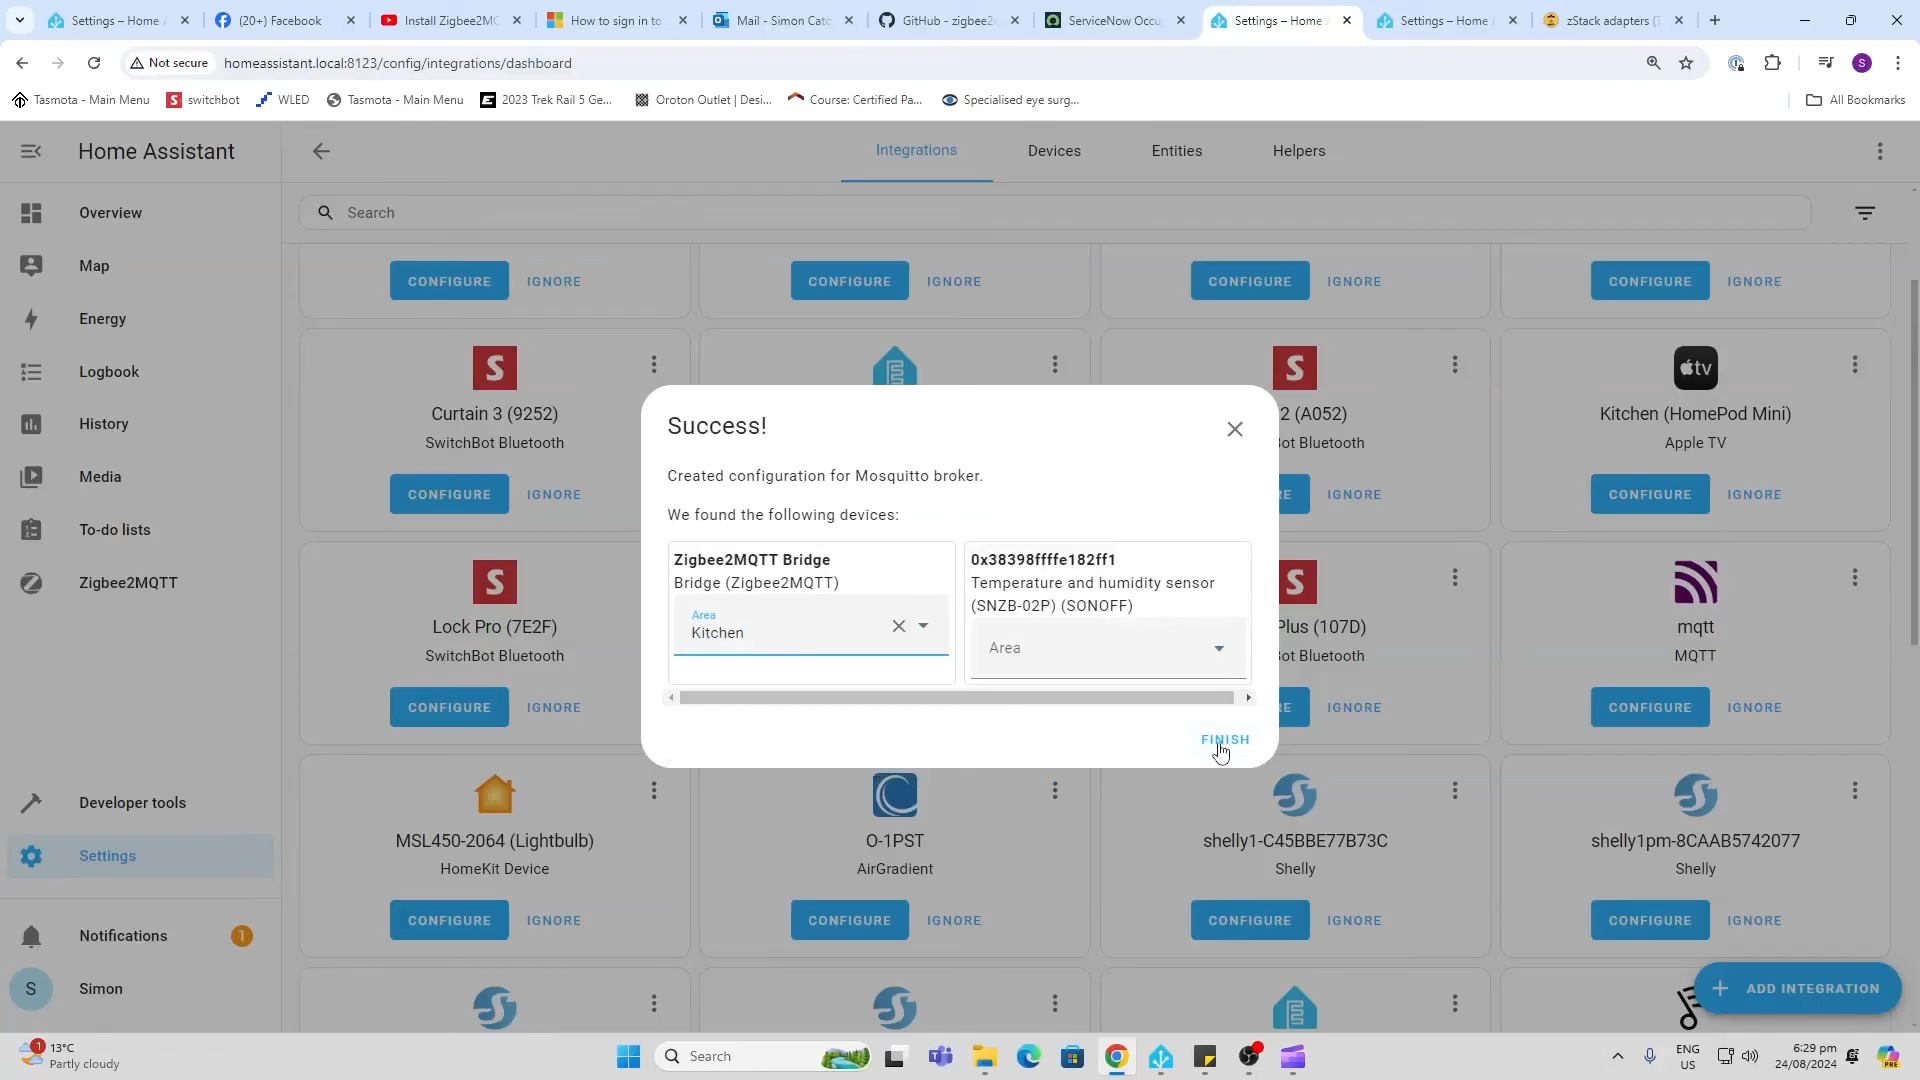 Settings – Home A
(20+) Facebook
Install Zigbee2MC
How to sign in to
Mail - Simon Catc
GitHub - zigbee2
ServiceNow Occu
Settings – Home A
Settings – Home A
zStack adapters (T
Not secure
homeassistant.local:8123/config/integrations/dashboard
S
Tasmota - Main Menu
switchbot
WLED
Tasmota - Main Menu
2023 Trek Rail 5 Ge...
Oroton Outlet | Desi...
Course: Certified Pa...
Specialised eye surg...
All Bookmarks
Home Assistant
Integrations
Devices
Entities
Helpers
Overview
Map
Energy
Logbook
History
Media
To-do lists
Zigbee2MQTT
Developer tools
Settings
Notifications
1
S
Simon
Search
CONFIGURE IGNORE
CONFIGURE IGNORE
CONFIGURE IGNORE
CONFIGURE IGNORE
Curtain 3 (9252)
SwitchBot Bluetooth
CONFIGURE IGNORE
2 (A052)
Bot Bluetooth
RE IGNORE
tv
Kitchen (HomePod Mini)
Apple TV
CONFIGURE IGNORE
Success!
Created configuration for Mosquitto broker.
We found the following devices:
Zigbee2MQTT Bridge
Bridge (Zigbee2MQTT)
Area
Kitchen
0x38398ffffe182ff1
Temperature and humidity sensor
(SNZB-02P) (SONOFF)
Area
FINISH
Lock Pro (7E2F)
SwitchBot Bluetooth
CONFIGURE IGNORE
Plus (107D)
Bot Bluetooth
RE IGNORE
mqtt
MQTT
CONFIGURE IGNORE
MSL450-2064 (Lightbulb)
HomeKit Device
CONFIGURE IGNORE
O-1PST
AirGradient
CONFIGURE IGNORE
shelly1-C45BBE77B73C
Shelly
CONFIGURE IGNORE
shelly1pm-8CAAB5742077
Shelly
CONFIGURE IGNORE
ADD INTEGRATION
1
13°C
Partly cloudy
Search
ENG
US
6:29 pm
24/08/2024
PRE